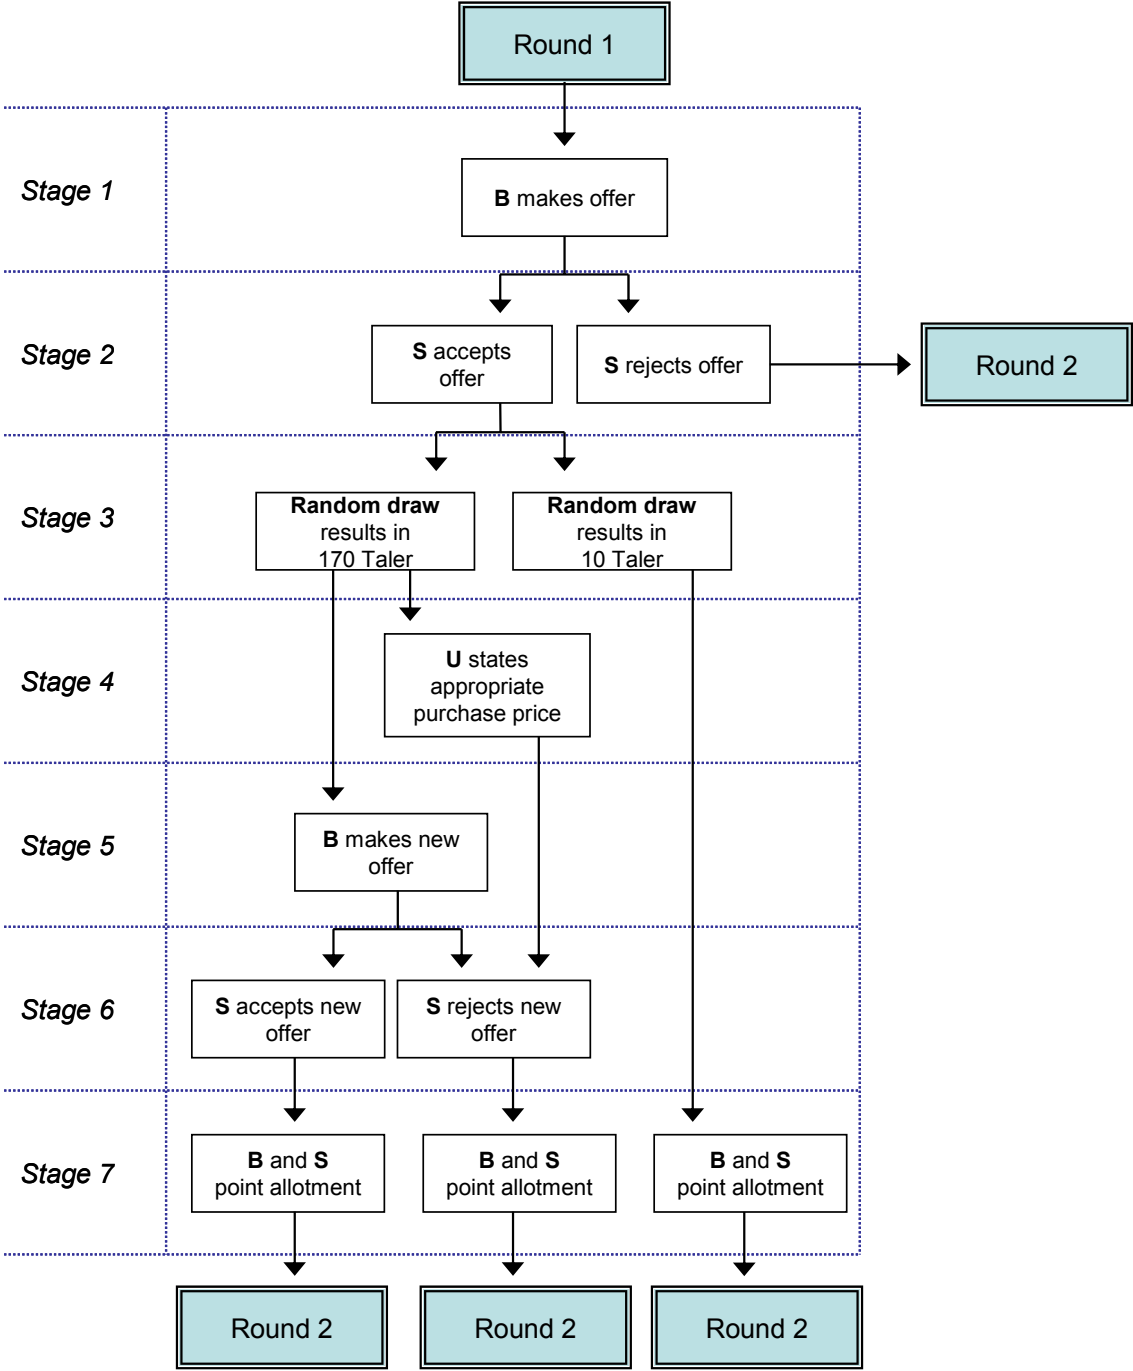 Round 1
Stage 1
B makes offer
Stage 2
S accepts
offer
S rejects offer
Round 2
Stage 3
Random draw
results in
170 Taler
Random draw
results in
10 Taler
Stage 4
U states
appropriate
purchase price
Stage 5
B makes new
offer
Stage 6
S accepts new
offer
S rejects new
offer
Stage 7
B and S
point allotment
B and S
point allotment
B and S
point allotment
Round 2
Round 2
Round 2